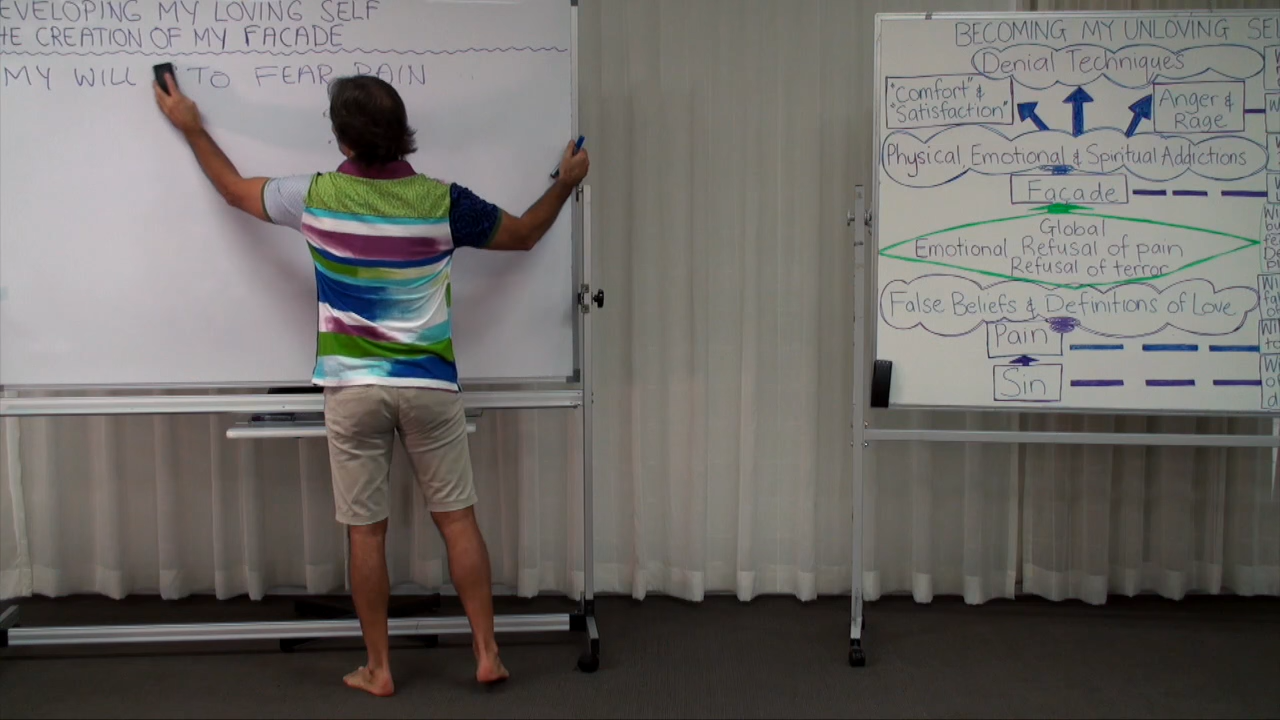 EVELOPING MY LOVING SELF
HE CREATION OF MY FACADE
MY WILL TO FEAR PAIN
BECOMING MY UNLOVING SEL
Denial Techniques
"Comfort" &
"Satisfaction"
Anger &
Rage
Physical, Emotional & Spiritual Addictions
Façade
Global
Emotional Refusal of pain
Refusal of terror
False Beliefs & Definitions of Love
Pain
Sin